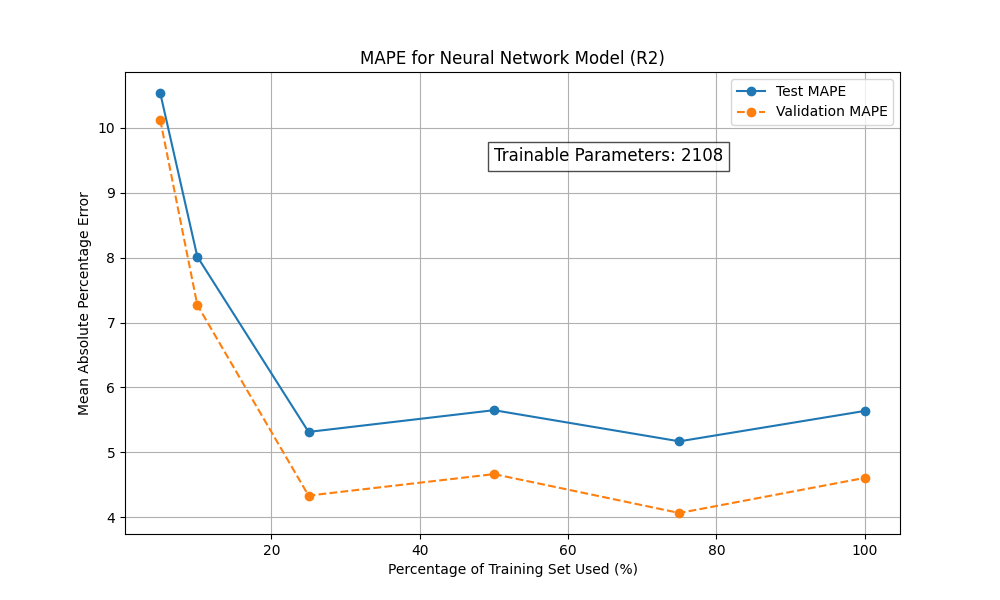 MAPE for Neural Network Model (R2)
Test MAPE
Validation MAPE
Trainable Parameters: 2108
Mean Absolute Percentage Error
10
9
8
7
6
5
4
20
40
60
80
100
Percentage of Training Set Used (%)